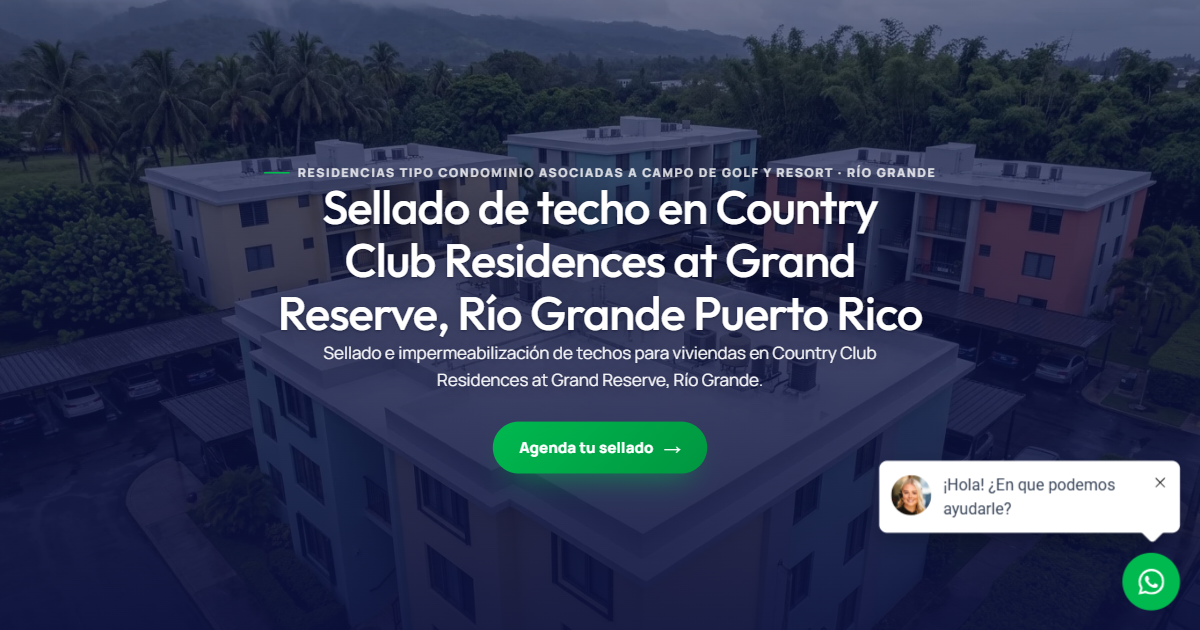 RESIDENCIAS TIPO CONDOMINIO ASOCIADAS A CAMPO DE GOLF Y RESORT · RÍO GRANDE
Sellado de techo en Country
Club Residences at Grand
Reserve, Río Grande Puerto Rico
Sellado e impermeabilización de techos para viviendas en Country Club
Residences at Grand Reserve, Río Grande.
Agenda tu sellado →
¡Hola! ¿En que podemos
ayudarle?